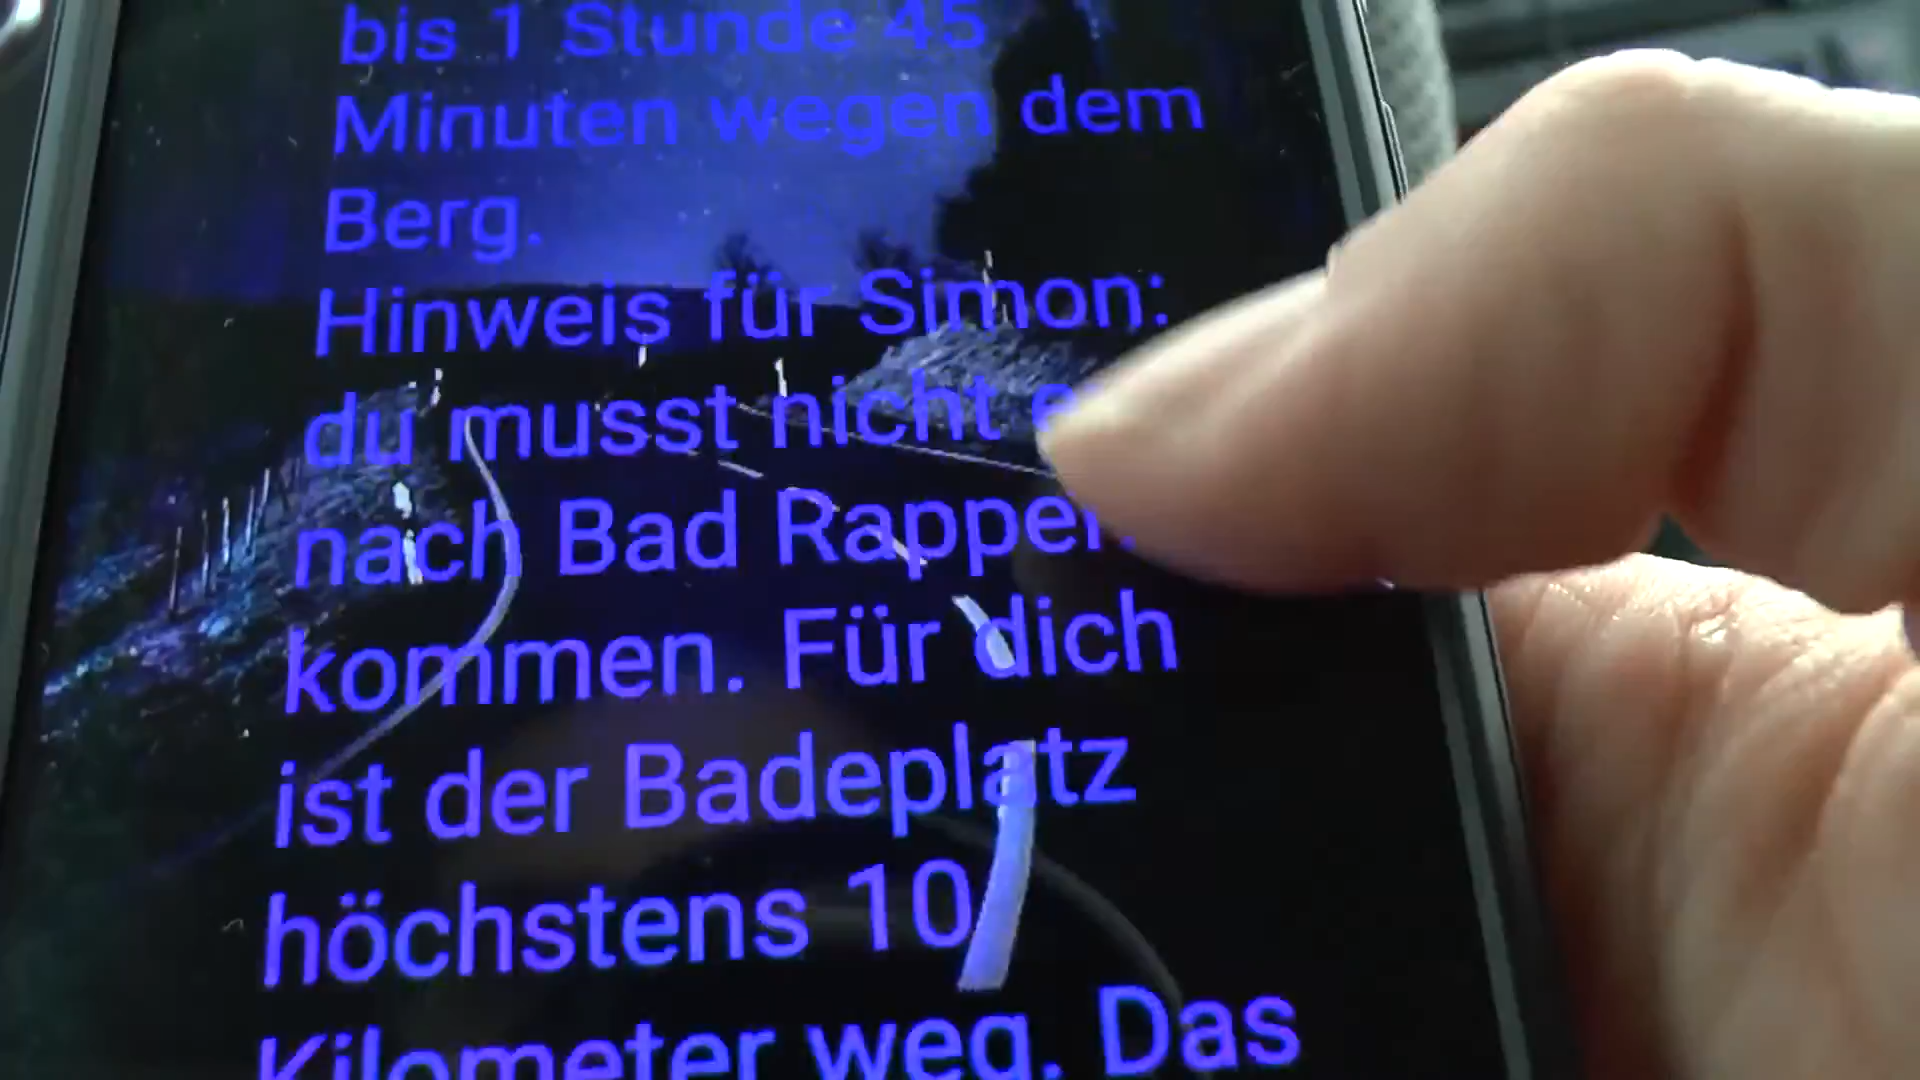 bis 1 Stunde 45
Minuten wegen dem
Berg.
Hinweis für Simon:
du musst nicht
nach Bad
kommen. Für dich
ist der Badeplatz
höchstens 10
Kilometer weg. Das